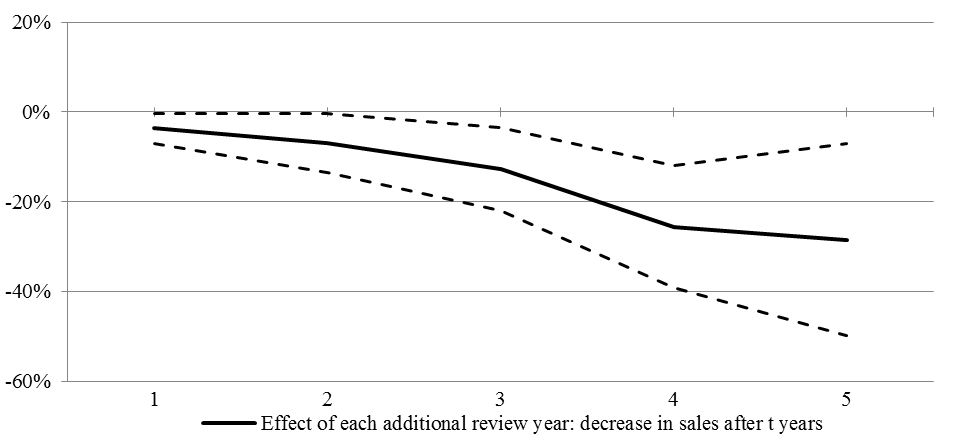 20%
0%
-20%
-40%
-60%
1 2 3 4 5
Effect of each additional review year: decrease in sales after t years